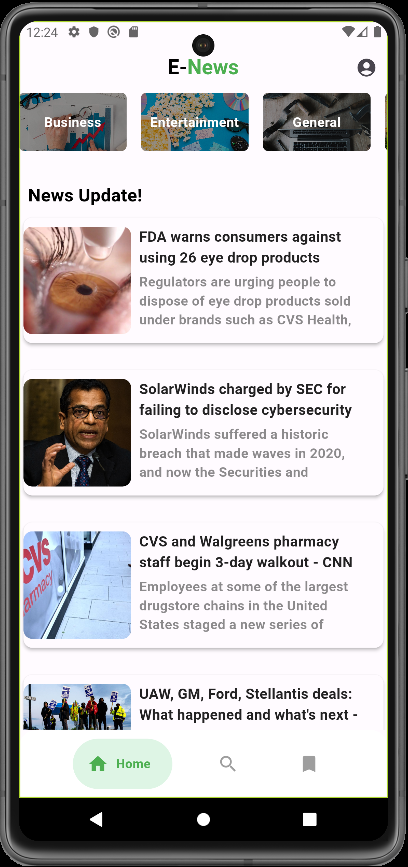 12:24
E-News
Business
Entertainment
General
News Update!
FDA warns consumers against
using 26 eye drop products
Regulators are urging people to
dispose of eye drop products sold
under brands such as CVS Health,
SolarWinds charged by SEC for
failing to disclose cybersecurity
SolarWinds suffered a historic
breach that made waves in 2020,
and now the Securities and
CVS
CVS and Walgreens pharmacy
staff begin 3-day walkout - CNN
Employees at some of the largest
drugstore chains in the United
States staged a new series of
UAW, GM, Ford, Stellantis deals:
What happened and what's next -
Home